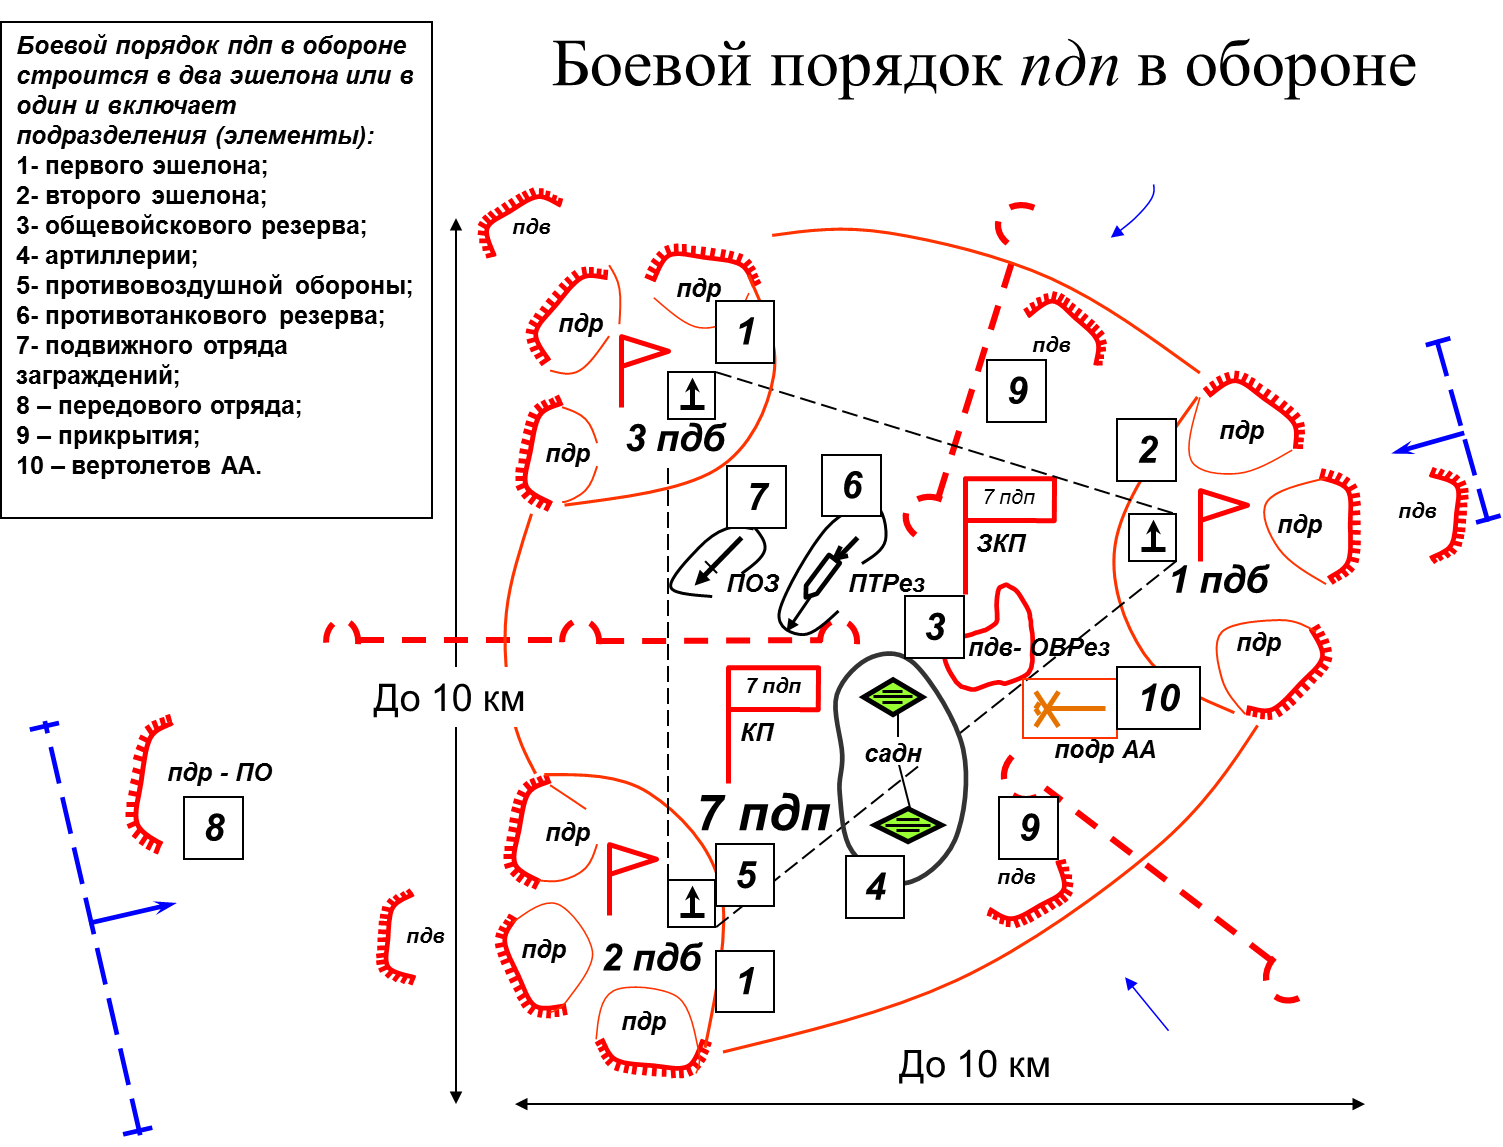 Боевой порядок пдп в обороне
Боевой порядок пдп в обороне
строится в два эшелона или в
один и включает
подразделения (элементы):
1- первого эшелона;
2- второго эшелона;
3- общевойскового резерва;
4- артиллерии;
5- противовоздушной обороны;
6- противотанкового резерва;
7- подвижного отряда
заграждений;
8 – передового отряда;
9 – прикрытия;
10 – вертолетов АА.
пдв
пдр
пдр
1
3 пдб
пдр
пдв
9
2
пдр
пдв
пдр
1 пдб
пдр
7
6
7 пдп
ЗКП
ПОЗ
ПТРез
3
пдв- ОВРез
До 10 км
7 пдп
КП
садн
10
подр АА
пдр - ПО
8
7 пдп
9
пдв
пдр
5
4
пдв
пдр
2 пдб
1
пдр
До 10 км